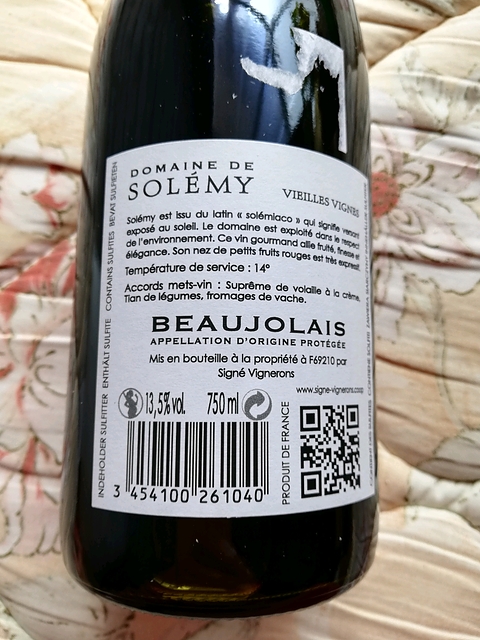 DOMAINE DE
SOLÉMY
VIEILLES VIGNES
Solémy est issu du latin « solémiaco » qui signifie versant
exposé au soleil. Le domaine est exploité dans le respect
de l'environnement. Ce vin gourmand allie fruité, finesse et
élégance. Son nez de petits fruits rouges est très expressif.
Température de service : 14°
Accords mets-vin : Suprême de volaille à la crème,
Tian de légumes, fromages de vache.
BEAUJOLAIS
APPELLATION D'ORIGINE PROTÉGÉE
Mis en bouteille à la propriété à F69210 par
Signé Vignerons
www.signe-vignerons.coop
13,5% vol. 750 ml
3 454100 261040
PRODUIT DE FRANCE
INDEHOLDER SULFITTER ENTHÄLT SULFITE CONTAINS SULFITES BEVAT SULFIETEN